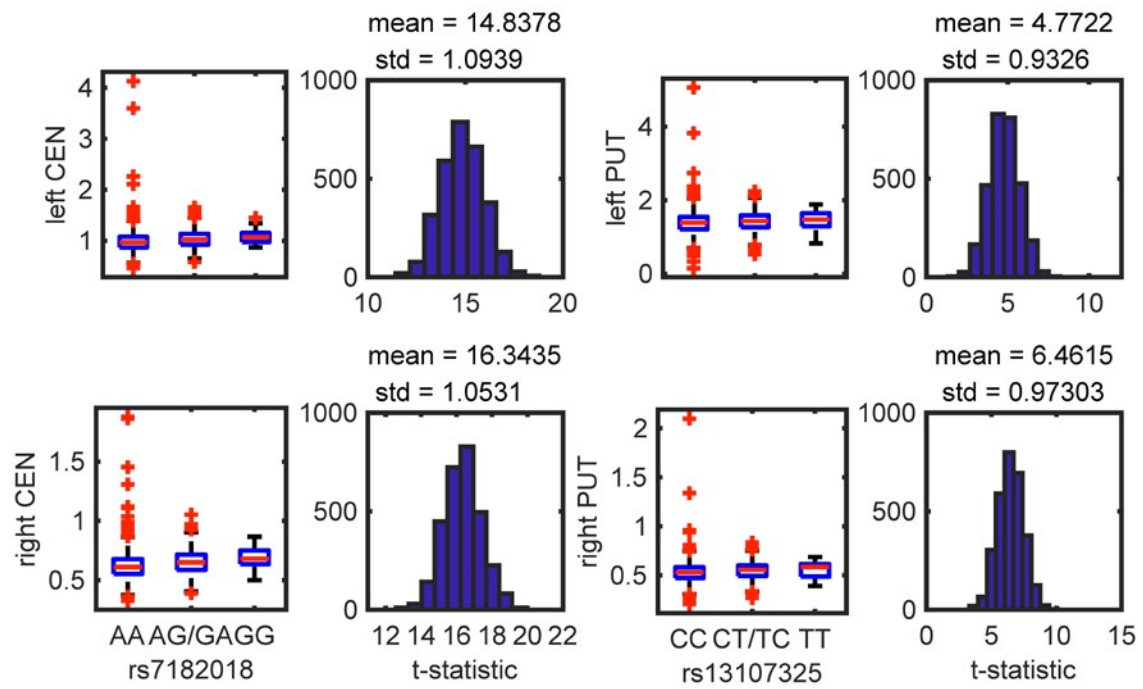 mean = 14.8378
std = 1.0939
mean = 4.7722
std = 0.9326
left CEN
4
3
2
1
1000
500
0
10 15 20
left PUT
4
2
0
1000
500
0
0 5 10
mean = 16.3435
std = 1.0531
mean = 6.4615
std = 0.97303
right CEN
1.5
1
0.5
AA AG/GA GG
rs7182018
1000
500
0
12 14 16 18 20 22
t-statistic
right PUT
2
1.5
1
0.5
CC CT/TC TT
rs13107325
1000
500
0
0 5 10 15
t-statistic